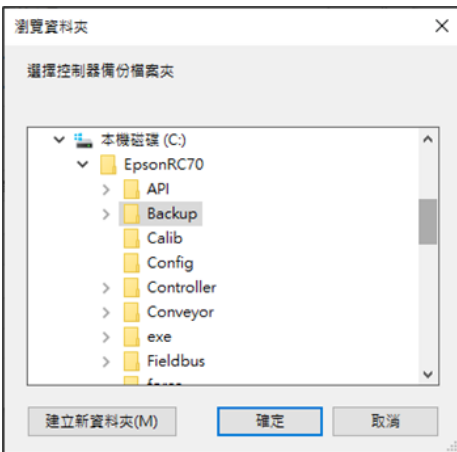 瀏覽資料夾
選擇控制器備份檔案夾
本機磁碟 (C:)
EpsonRC70
API
Backup
Calib
Config
Controller
Conveyor
exe
Fieldbus
建立新資料夾(M)
確定
取消